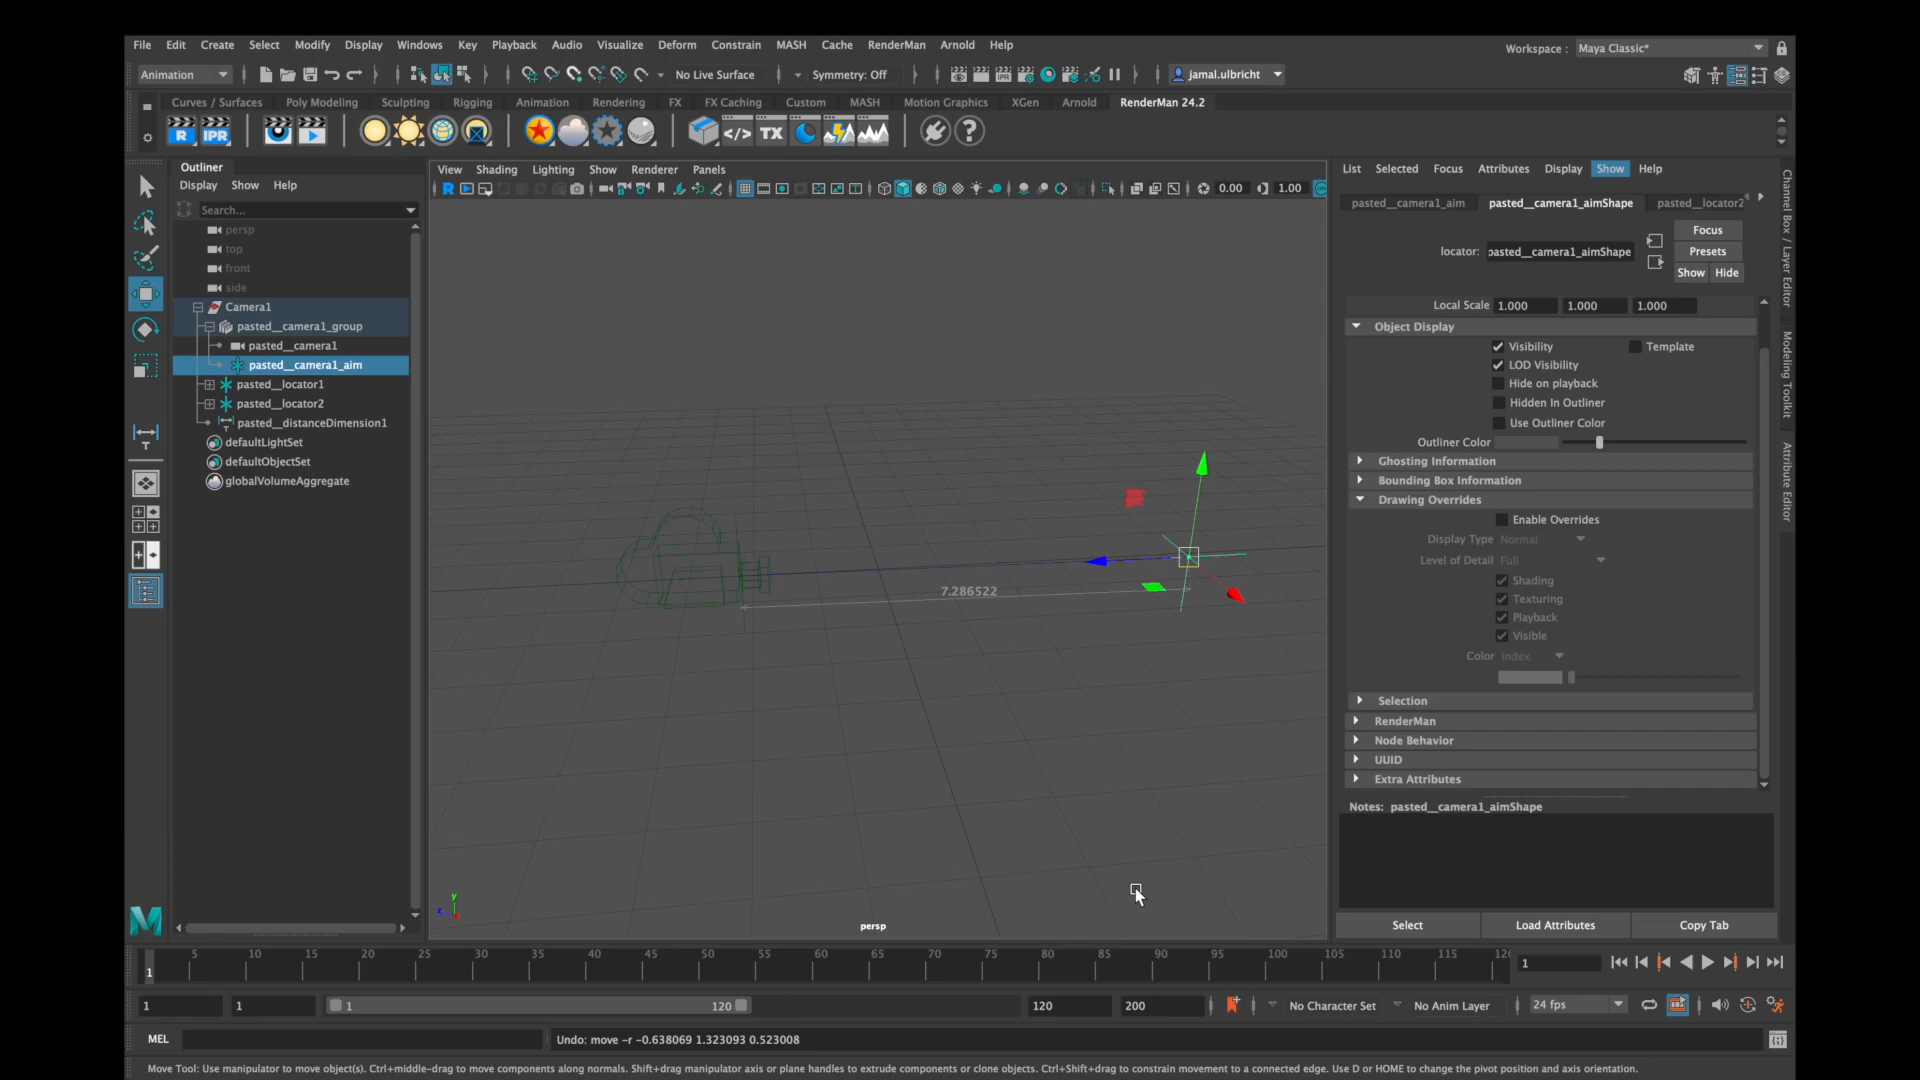 File Edit Create Select Modify Display Windows Key Playback Audio Visualize Deform Constrain MASH Cache RenderMan Arnold Help
Workspace : Maya Classic*
Animation No Live Surface Symmetry: Off jamal.ulbricht
Curves / Surfaces Poly Modeling Sculpting Rigging Animation Rendering FX FX Caching Custom MASH Motion Graphics XGen Arnold RenderMan 24.2
R IPR </> TX ?
Outliner
Display Show Help
Search...
persp
top
front
side
Camera1
pasted__camera1_group
pasted__camera1
pasted__camera1_aim
pasted__locator1
pasted__locator2
pasted__distanceDimension1
defaultLightSet
defaultObjectSet
globalVolumeAggregate
View Shading Lighting Show Renderer Panels
R 0.00 1.00
7.286522
y
z
persp
List Selected Focus Attributes Display Show Help
pasted__camera1_aim pasted__camera1_aimShape pasted__locator2
Focus
locator: pasted__camera1_aimShape Presets
Show Hide
Local Scale 1.000 1.000 1.000
Object Display
Visibility Template
LOD Visibility
Hide on playback
Hidden In Outliner
Use Outliner Color
Outliner Color
Ghosting Information
Bounding Box Information
Drawing Overrides
Enable Overrides
Display Type Normal
Level of Detail Full
Shading
Texturing
Playback
Visible
Color Index
Selection
RenderMan
Node Behavior
UUID
Extra Attributes
Notes: pasted__camera1_aimShape
Select Load Attributes Copy Tab
Channel Box / Layer Editor
Modeling Toolkit
Attribute Editor
M
1 5 10 15 20 25 30 35 40 45 50 55 60 65 70 75 80 85 90 95 100 105 110 115 1
1 1 1 120 120 200 No Character Set No Anim Layer 24 fps
MEL Undo: move -r -0.638069 1.323093 0.523008
Move Tool: Use manipulator to move object(s). Ctrl+middle-drag to move components along normals. Shift+drag manipulator axis or plane handles to extrude components or clone objects. Ctrl+Shift+drag to constrain movement to a connected edge. Use D or HOME to change the pivot position and axis orientation.